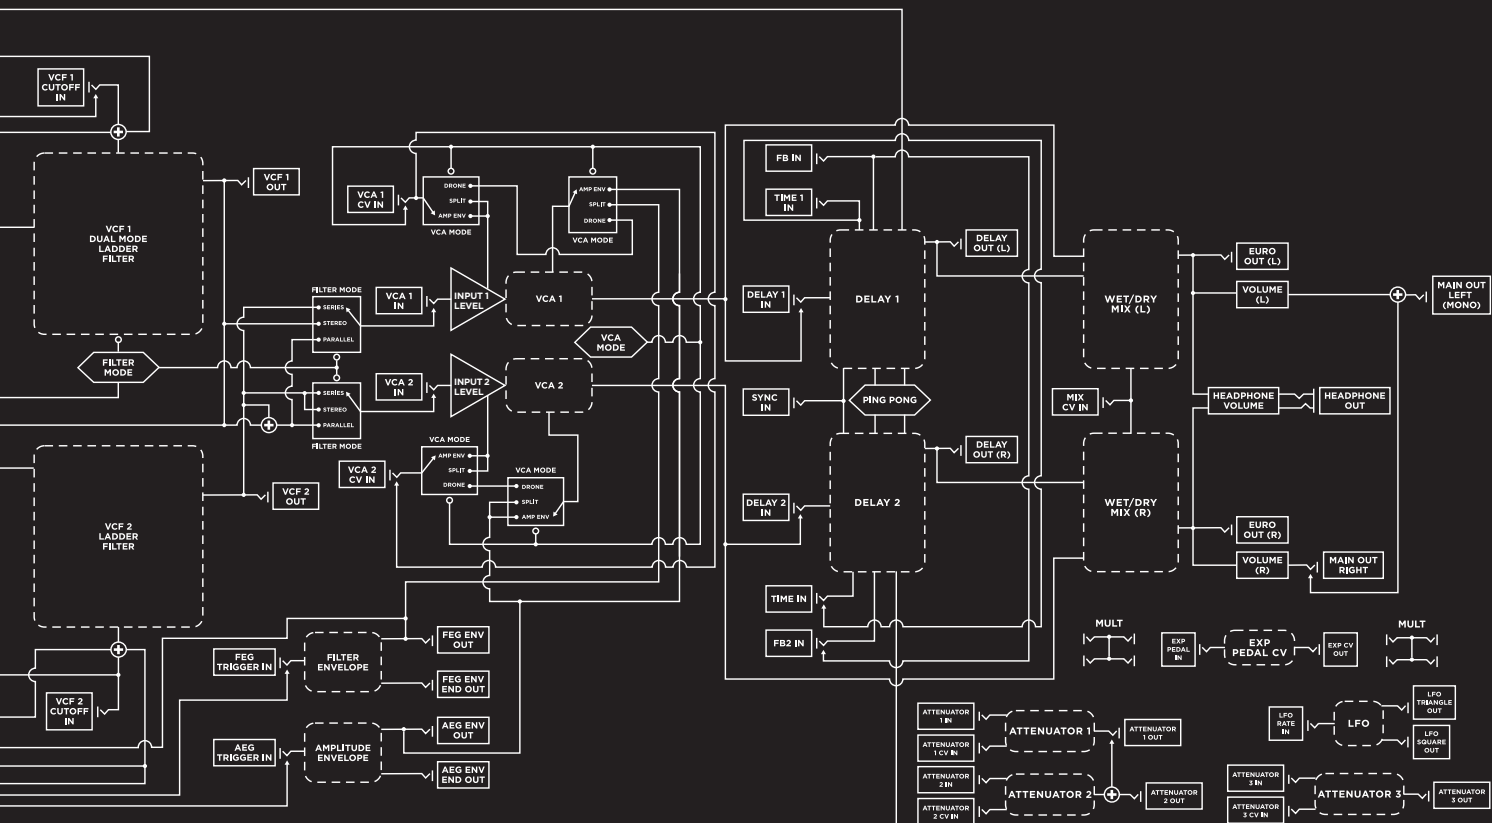 VCF 1
CUTOFF
IN
VCF 1
DUAL MODE
LADDER
FILTER
VCF 1
OUT
FILTER
MODE
VCF 2
LADDER
FILTER
VCF 2
OUT
VCF 2
CUTOFF
IN
FILTER MODE
SERIES
STEREO
PARALLEL
SERIES
STEREO
PARALLEL
FILTER MODE
VCA 1
CV IN
DRONE
SPLIT
AMP ENV
VCA MODE
AMP ENV
SPLIT
DRONE
VCA MODE
VCA 1
IN
INPUT 1
LEVEL
VCA 1
VCA
MODE
VCA 2
IN
INPUT 2
LEVEL
VCA 2
VCA MODE
AMP ENV
SPLIT
DRONE
VCA 2
CV IN
VCA MODE
DRONE
SPLIT
AMP ENV
FEG
TRIGGER IN
FILTER
ENVELOPE
FEG ENV
OUT
FEG ENV
END OUT
AEG
TRIGGER IN
AMPLITUDE
ENVELOPE
AEG ENV
OUT
AEG ENV
END OUT
FB IN
TIME 1
IN
DELAY 1
IN
DELAY 1
DELAY
OUT (L)
SYNC
IN
PING PONG
DELAY 2
IN
DELAY 2
DELAY
OUT (R)
TIME IN
FB2 IN
WET/DRY
MIX (L)
MIX
CV IN
WET/DRY
MIX (R)
EURO
OUT (L)
VOLUME
(L)
MAIN OUT
LEFT
(MONO)
HEADPHONE
VOLUME
HEADPHONE
OUT
EURO
OUT (R)
VOLUME
(R)
MAIN OUT
RIGHT
MULT
EXP
PEDAL
IN
EXP
PEDAL CV
EXP CV
OUT
MULT
ATTENUATOR
1 IN
ATTENUATOR
1 CV IN
ATTENUATOR 1
ATTENUATOR
1 OUT
ATTENUATOR
2 IN
ATTENUATOR
2 CV IN
ATTENUATOR 2
ATTENUATOR
2 OUT
LFO
RATE
IN
LFO
LFO
TRIANGLE
OUT
LFO
SQUARE
OUT
ATTENUATOR
3 IN
ATTENUATOR
3 CV IN
ATTENUATOR 3
ATTENUATOR
3 OUT